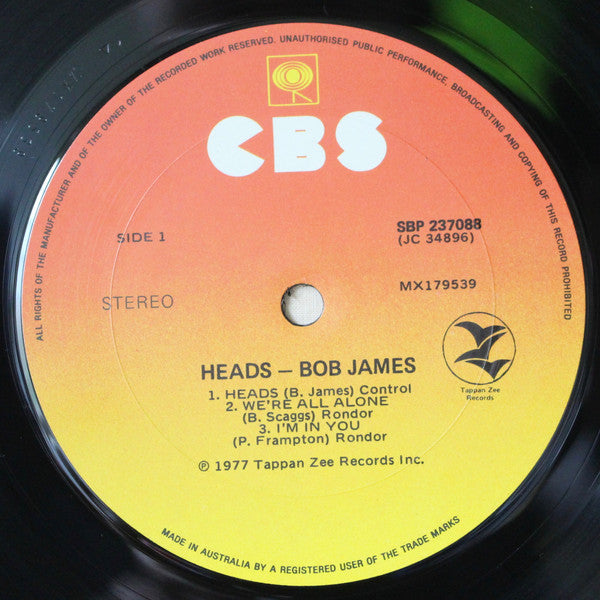 ALL RIGHTS OF THE MANUFACTURER AND OF THE OWNER OF THE RECORDED WORK RESERVED. UNAUTHORISED PUBLIC PERFORMANCE, BROADCASTING AND COPYING OF THIS RECORD PROHIBITED
CBS
SIDE 1
SBP 237088
(JC 34896)
STEREO
MX179539
Tappan Zee
Records
HEADS — BOB JAMES
1. HEADS (B. James) Control
2. WE'RE ALL ALONE
(B. Scaggs) Rondor
3. I'M IN YOU
(P. Frampton) Rondor
℗ 1977 Tappan Zee Records Inc.
MADE IN AUSTRALIA BY A REGISTERED USER OF THE TRADE MARKS